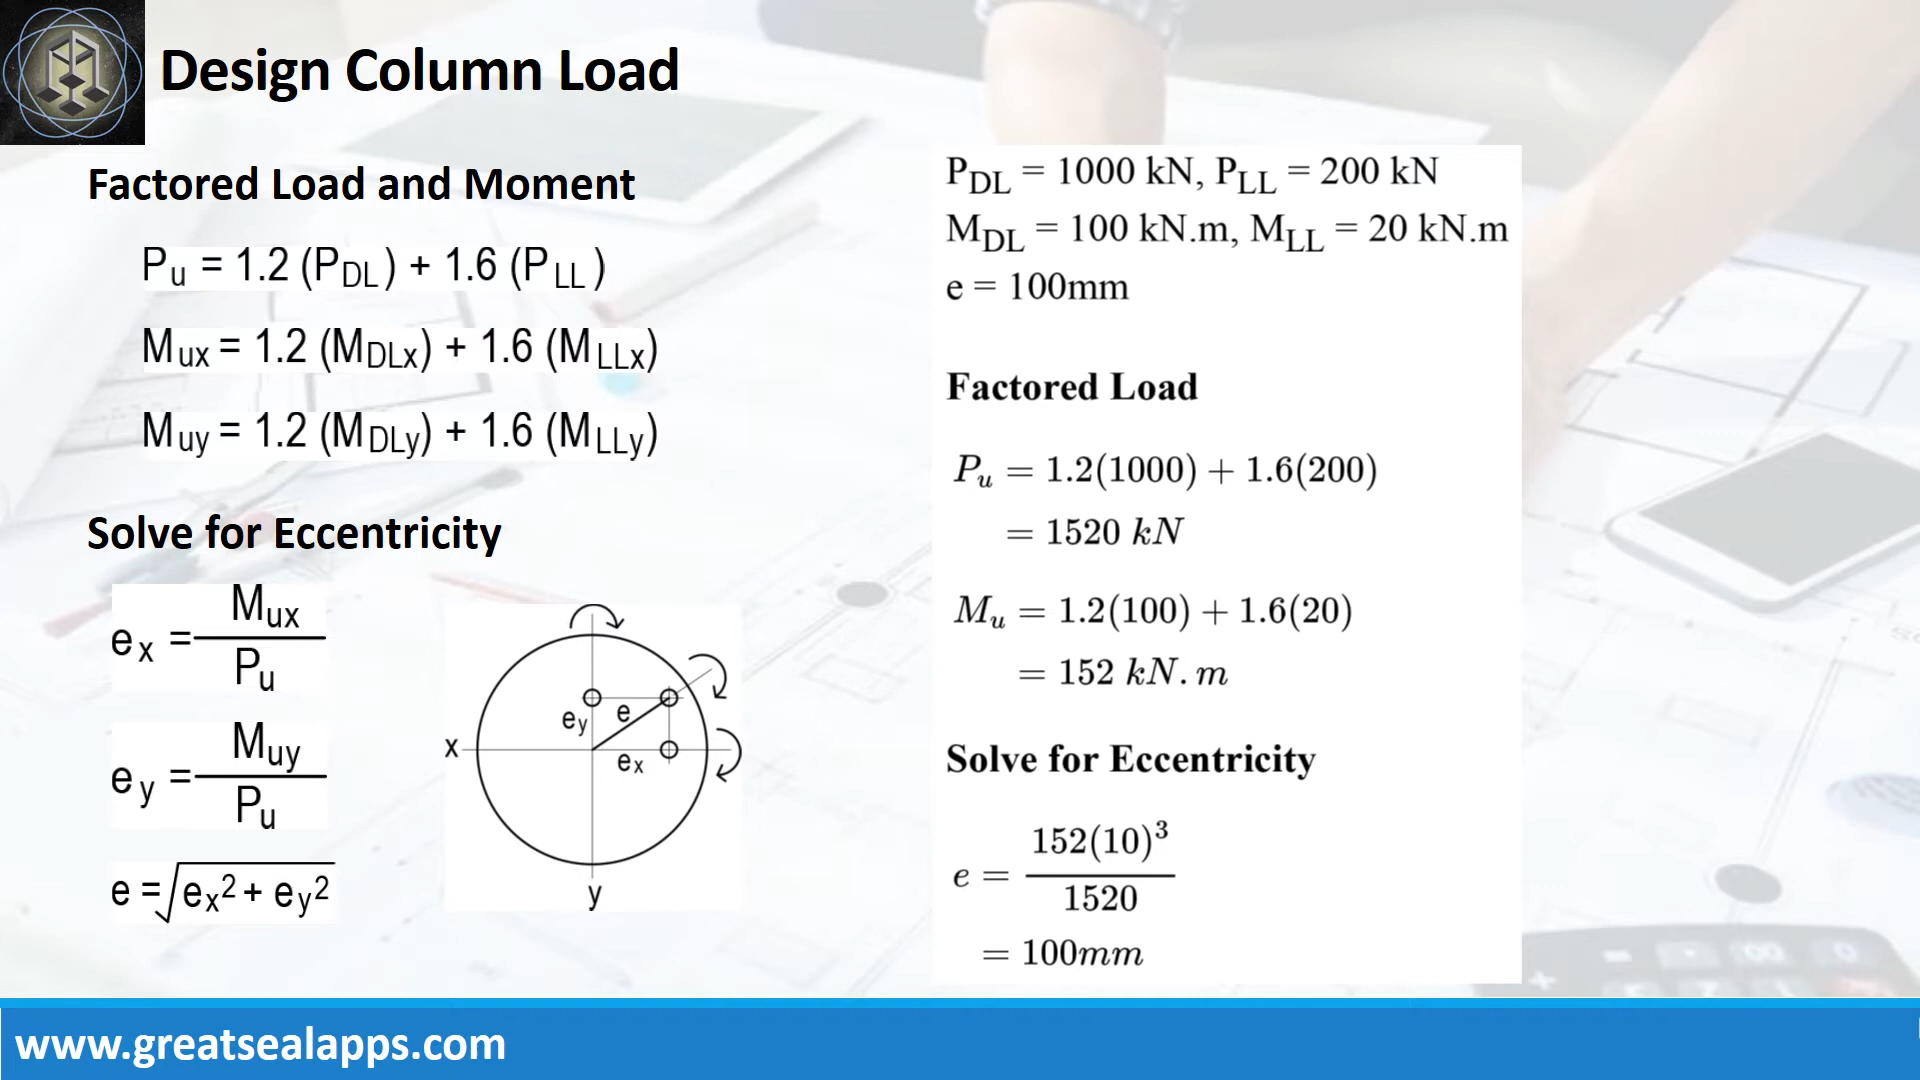 Design Column Load
Factored Load and Moment
Pu = 1.2 (PDL) + 1.6 (PLL)
Mux = 1.2 (MDLx) + 1.6 (MLLx)
Muy = 1.2 (MDLy) + 1.6 (MLLy)
Solve for Eccentricity
ex = Mux / Pu
ey = Muy / Pu
e = √ex² + ey²
ey
e
x
ex
y
PDL = 1000 kN, PLL = 200 kN
MDL = 100 kN.m, MLL = 20 kN.m
e = 100mm
Factored Load
Pu = 1.2(1000) + 1.6(200)
= 1520 kN
Mu = 1.2(100) + 1.6(20)
= 152 kN.m
Solve for Eccentricity
e = 152(10)³ / 1520
= 100mm
www.greatsealapps.com